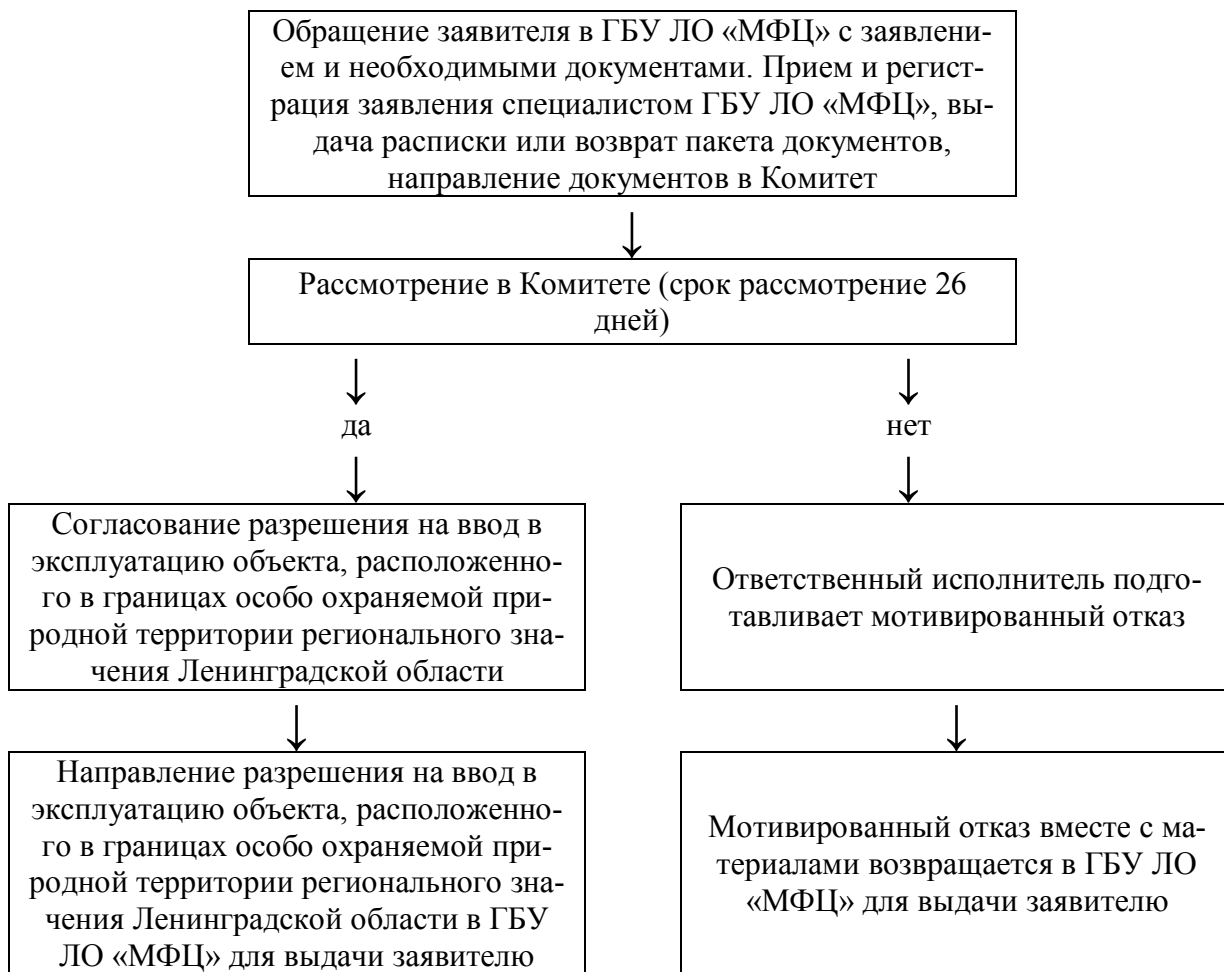 Обращение заявителя в ГБУ ЛО «МФЦ» с заявлени-
ем и необходимыми документами. Прием и регист-
рация заявления специалистом ГБУ ЛО «МФЦ», вы-
дача расписки или возврат пакета документов,
направление документов в Комитет
Рассмотрение в Комитете (срок рассмотрение 26
дней)
да
нет
Согласование разрешения на ввод в
эксплуатацию объекта, расположенно-
го в границах особо охраняемой при-
родной территории регионального зна-
чения Ленинградской области
Ответственный исполнитель подго-
тавливает мотивированный отказ
Направление разрешения на ввод в
эксплуатацию объекта, расположенно-
го в границах особо охраняемой при-
родной территории регионального зна-
чения Ленинградской области в ГБУ
ЛО «МФЦ» для выдачи заявителю
Мотивированный отказ вместе с ма-
териалами возвращается в ГБУ ЛО
«МФЦ» для выдачи заявителю